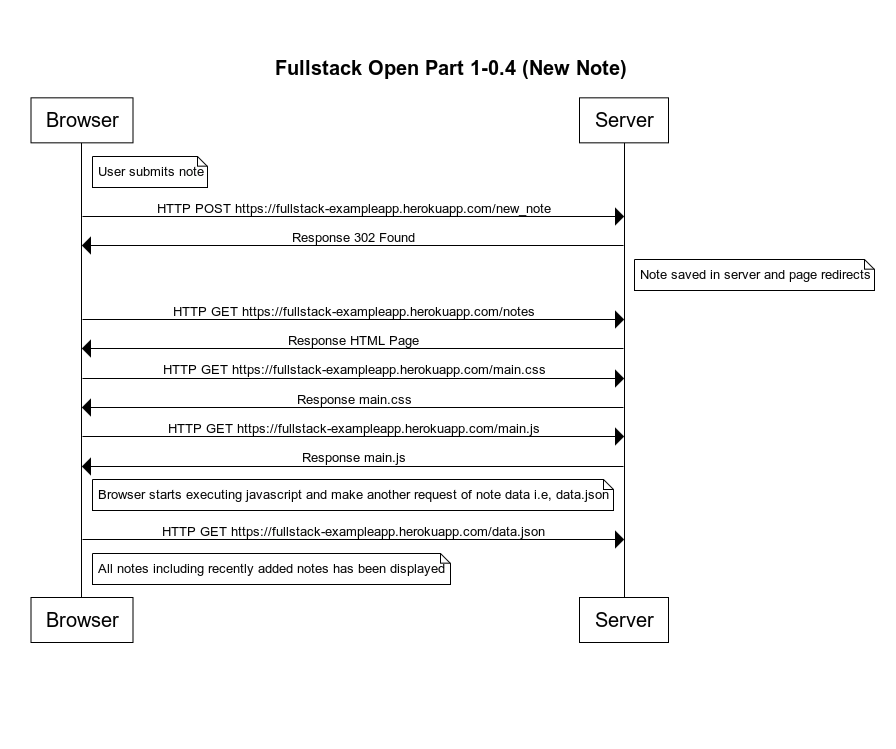 Fullstack Open Part 1-0.4 (New Note)
Browser
Server
User submits note
HTTP POST https://fullstack-exampleapp.herokuapp.com/new_note
Response 302 Found
Note saved in server and page redirects
HTTP GET https://fullstack-exampleapp.herokuapp.com/notes
Response HTML Page
HTTP GET https://fullstack-exampleapp.herokuapp.com/main.css
Response main.css
HTTP GET https://fullstack-exampleapp.herokuapp.com/main.js
Response main.js
Browser starts executing javascript and make another request of note data i.e, data.json
HTTP GET https://fullstack-exampleapp.herokuapp.com/data.json
All notes including recently added notes has been displayed
Browser
Server